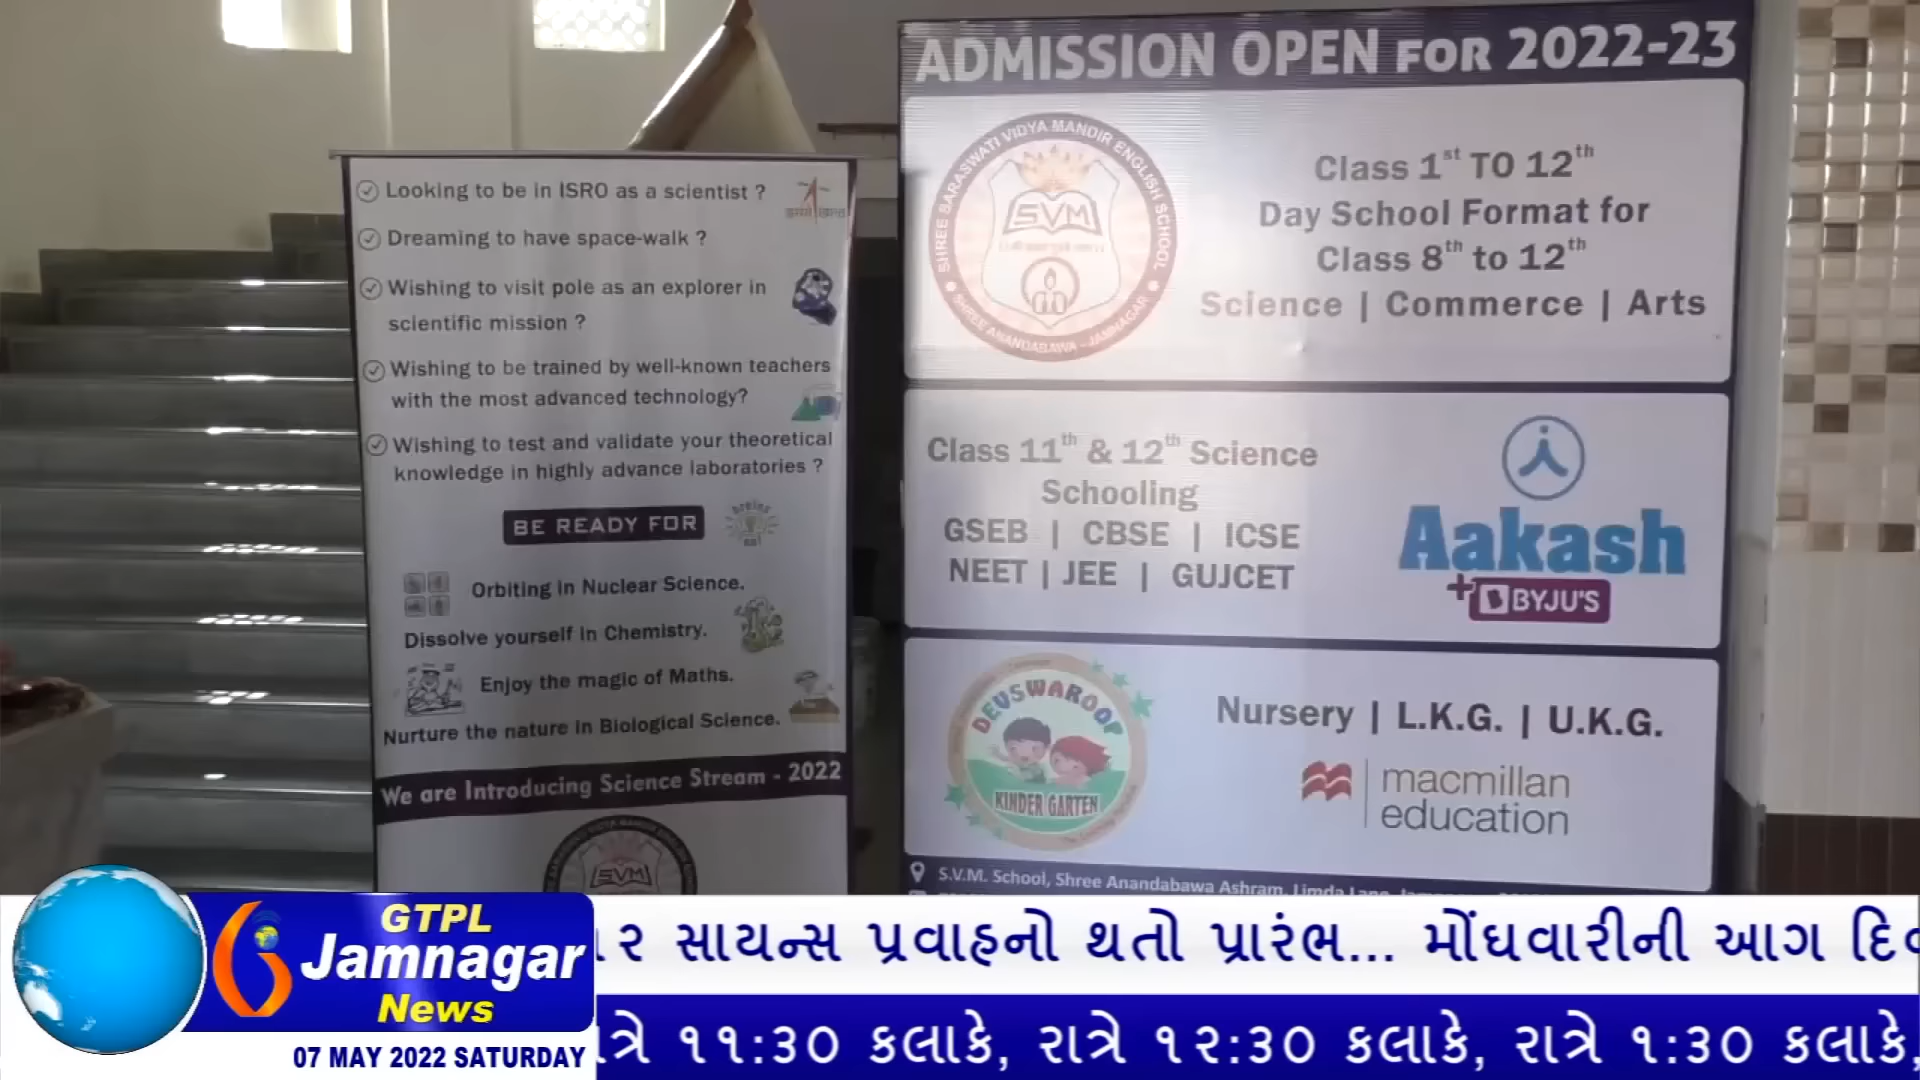 Looking to be in ISRO as a scientist ?
Dreaming to have space-walk ?
Wishing to visit pole as an explorer in
scientific mission ?
Wishing to be trained by well-known teachers
with the most advanced technology?
Wishing to test and validate your theoretical
knowledge in highly advance laboratories ?
BE READY FOR
Orbiting in Nuclear Science.
Dissolve yourself in Chemistry.
Enjoy the magic of Maths.
Nurture the nature in Biological Science.
We are Introducing Science Stream - 2022
SVM
ADMISSION OPEN FOR 2022-23
SHREE SARASWATI VIDYA MANDIR ENGLISH SCHOOL
SVM
SHREE ANANDABAWA - JAMNAGAR
Class 1st TO 12th
Day School Format for
Class 8th to 12th
Science | Commerce | Arts
Class 11th & 12th Science
Schooling
GSEB | CBSE | ICSE
NEET | JEE | GUJCET
Aakash
+ BYJU'S
DEVSWAROOP
KINDER GARTEN
Nursery | L.K.G. | U.K.G.
macmillan
education
S.V.M. School, Shree Anandabawa Ashram, Limda Lane,
GTPL
Jamnagar
News
07 MAY 2022 SATURDAY
સાયન્સ પ્રવાહનો થતો પ્રારંભ... મોંઘવારીની આગ
૧૧:૩૦ કલાકે, રાત્રે ૧૨:૩૦ કલાકે, રાત્રે ૧:૩૦ કલાકે,